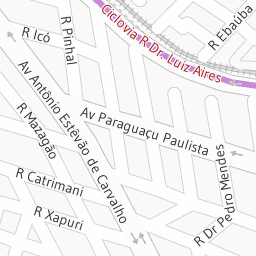 Ciclovia R Dr. Luiz Aires
R Ebaúba
R Icó
R Pinhal
Av Antônio Estêvão de Carvalho
Av Paraguaçu Paulista
R Mazagão
R Catrimani
R Xapuri
R Dr Pedro Mendes